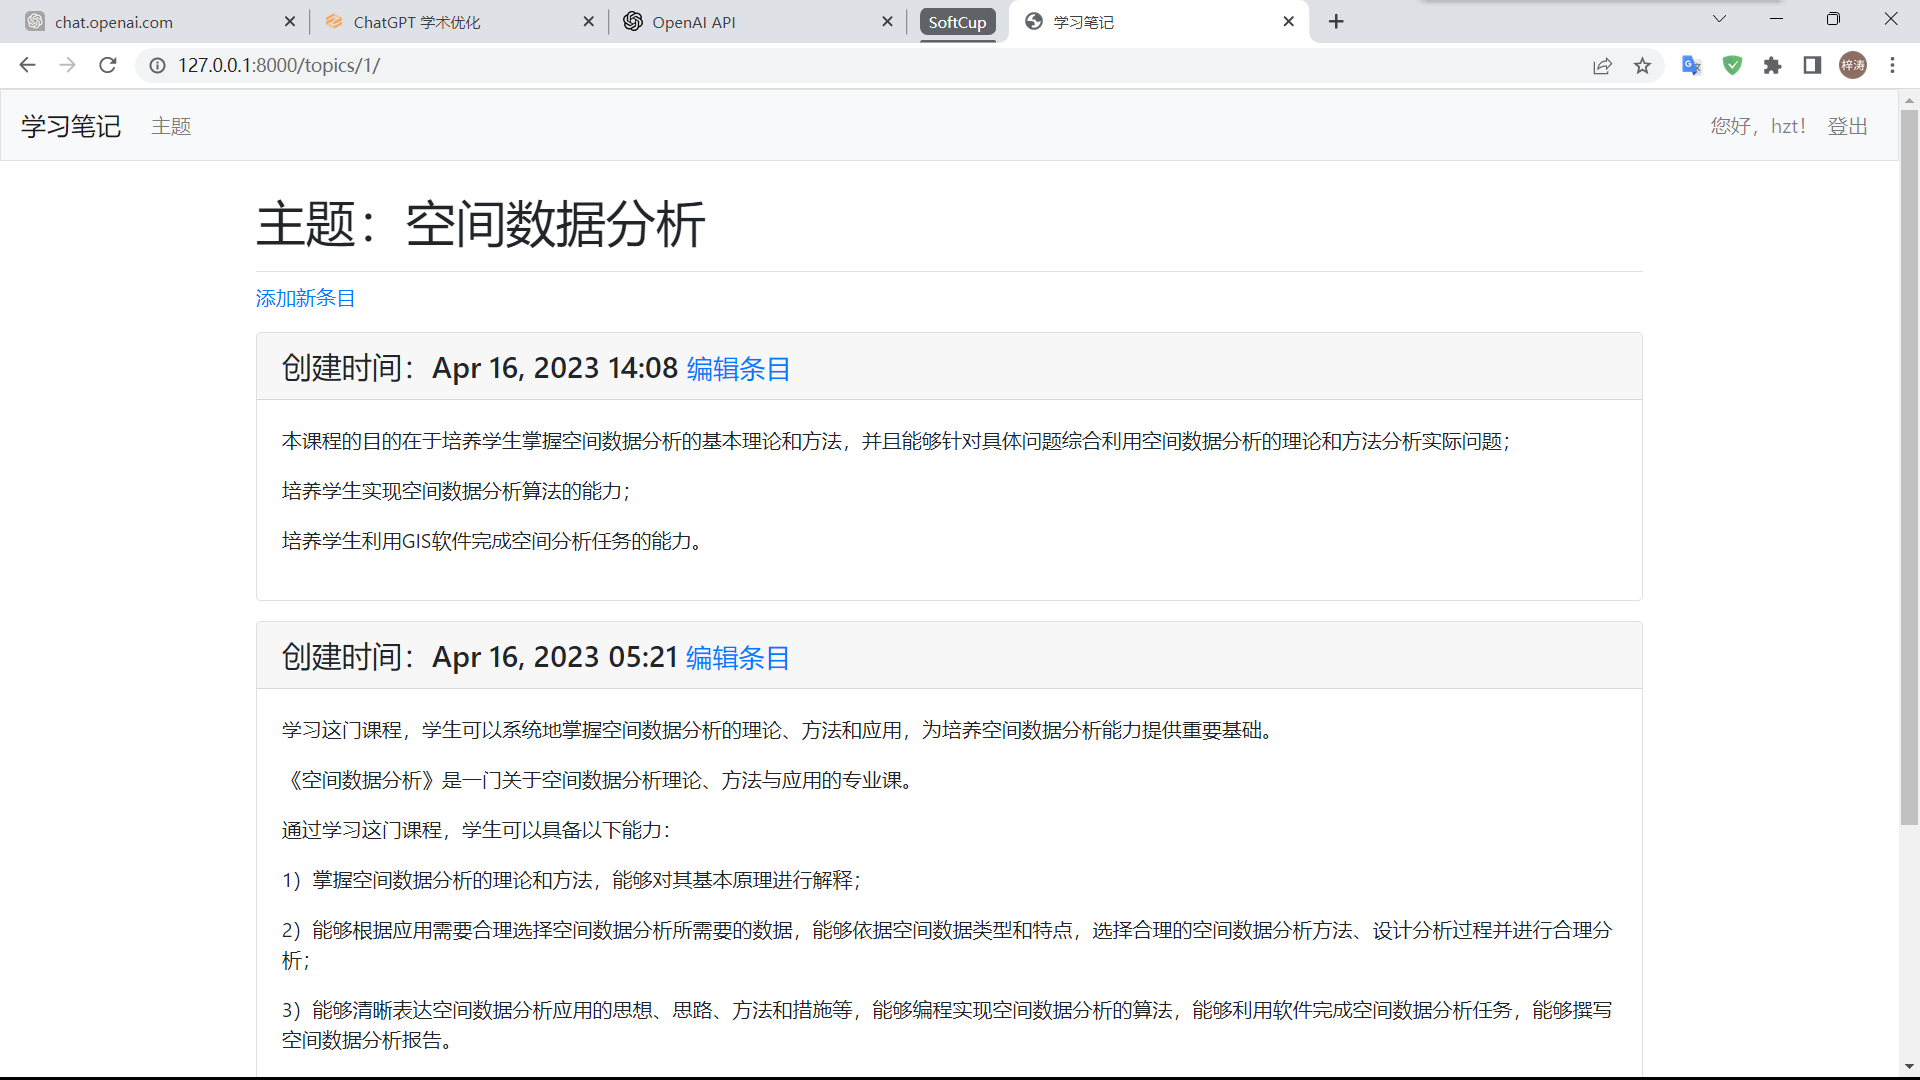 chat.openai.com
ChatGPT 学术优化
OpenAI API
SoftCup
学习笔记
127.0.0.1:8000/topics/1/
梓涛
学习笔记
主题
您好，hzt！
登出
主题：空间数据分析
添加新条目
创建时间：Apr 16, 2023 14:08 编辑条目
本课程的目的在于培养学生掌握空间数据分析的基本理论和方法，并且能够针对具体问题综合利用空间数据分析的理论和方法分析实际问题；
培养学生实现空间数据分析算法的能力；
培养学生利用GIS软件完成空间分析任务的能力。
创建时间：Apr 16, 2023 05:21 编辑条目
学习这门课程，学生可以系统地掌握空间数据分析的理论、方法和应用，为培养空间数据分析能力提供重要基础。
《空间数据分析》是一门关于空间数据分析理论、方法与应用的专业课。
通过学习这门课程，学生可以具备以下能力：
1）掌握空间数据分析的理论和方法，能够对其基本原理进行解释；
2）能够根据应用需要合理选择空间数据分析所需要的数据，能够依据空间数据类型和特点，选择合理的空间数据分析方法、设计分析过程并进行合理分
析；
3）能够清晰表达空间数据分析应用的思想、思路、方法和措施等，能够编程实现空间数据分析的算法，能够利用软件完成空间数据分析任务，能够撰写
空间数据分析报告。